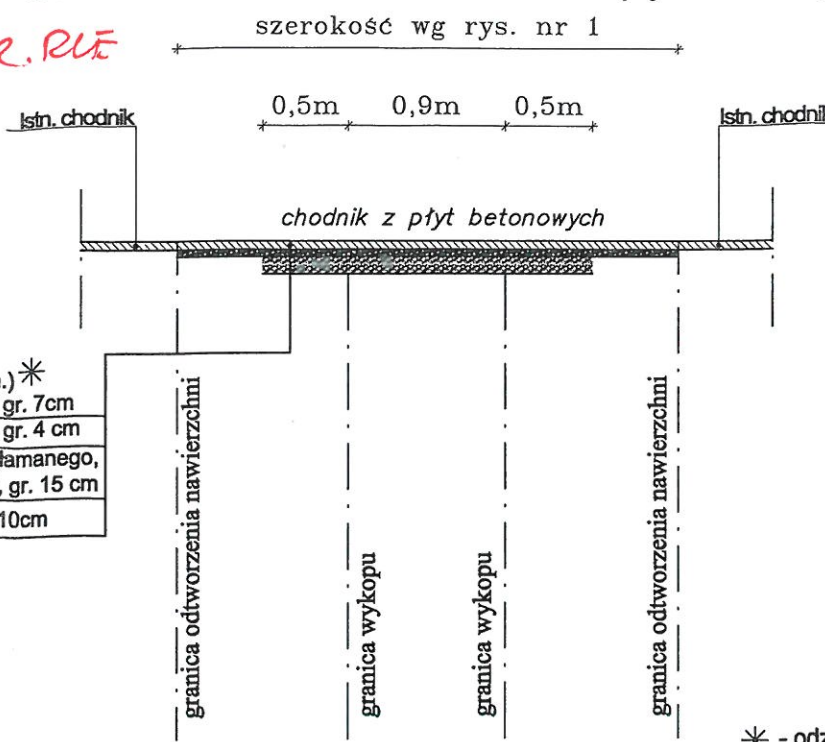 szerokość wg rys. nr 1
Istn. chodnik
0,5m 0,9m 0,5m
Istn. chodnik
chodnik z płyt betonowych
.)*
gr. 7cm
gr. 4 cm
łamanego,
, gr. 15 cm
10cm
granica odtworzenia nawierzchni
granica wykopu
granica wykopu
granica odtworzenia nawierzchni
* - odz